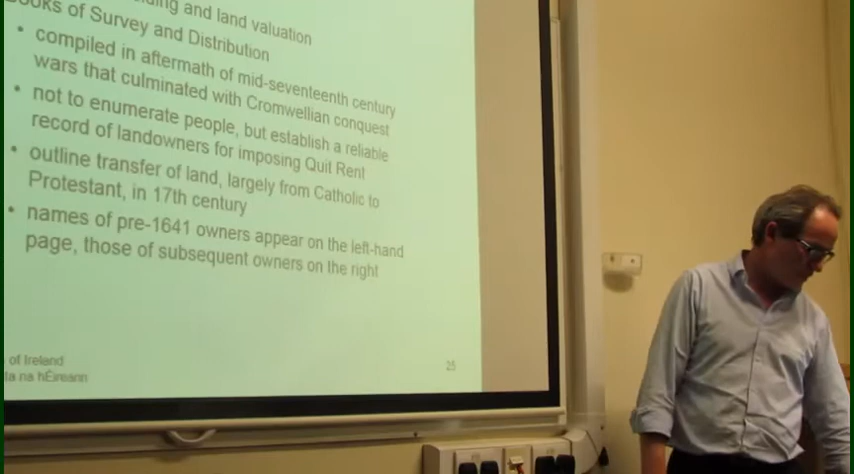 and land valuation
Books of Survey and Distribution
• compiled in aftermath of mid-seventeenth century
wars that culminated with Cromwellian conquest
• not to enumerate people, but establish a reliable
record of landowners for imposing Quit Rent
• outline transfer of land, largely from Catholic to
Protestant, in 17th century
• names of pre-1641 owners appear on the left-hand
page, those of subsequent owners on the right
of Ireland
na hÉireann
25